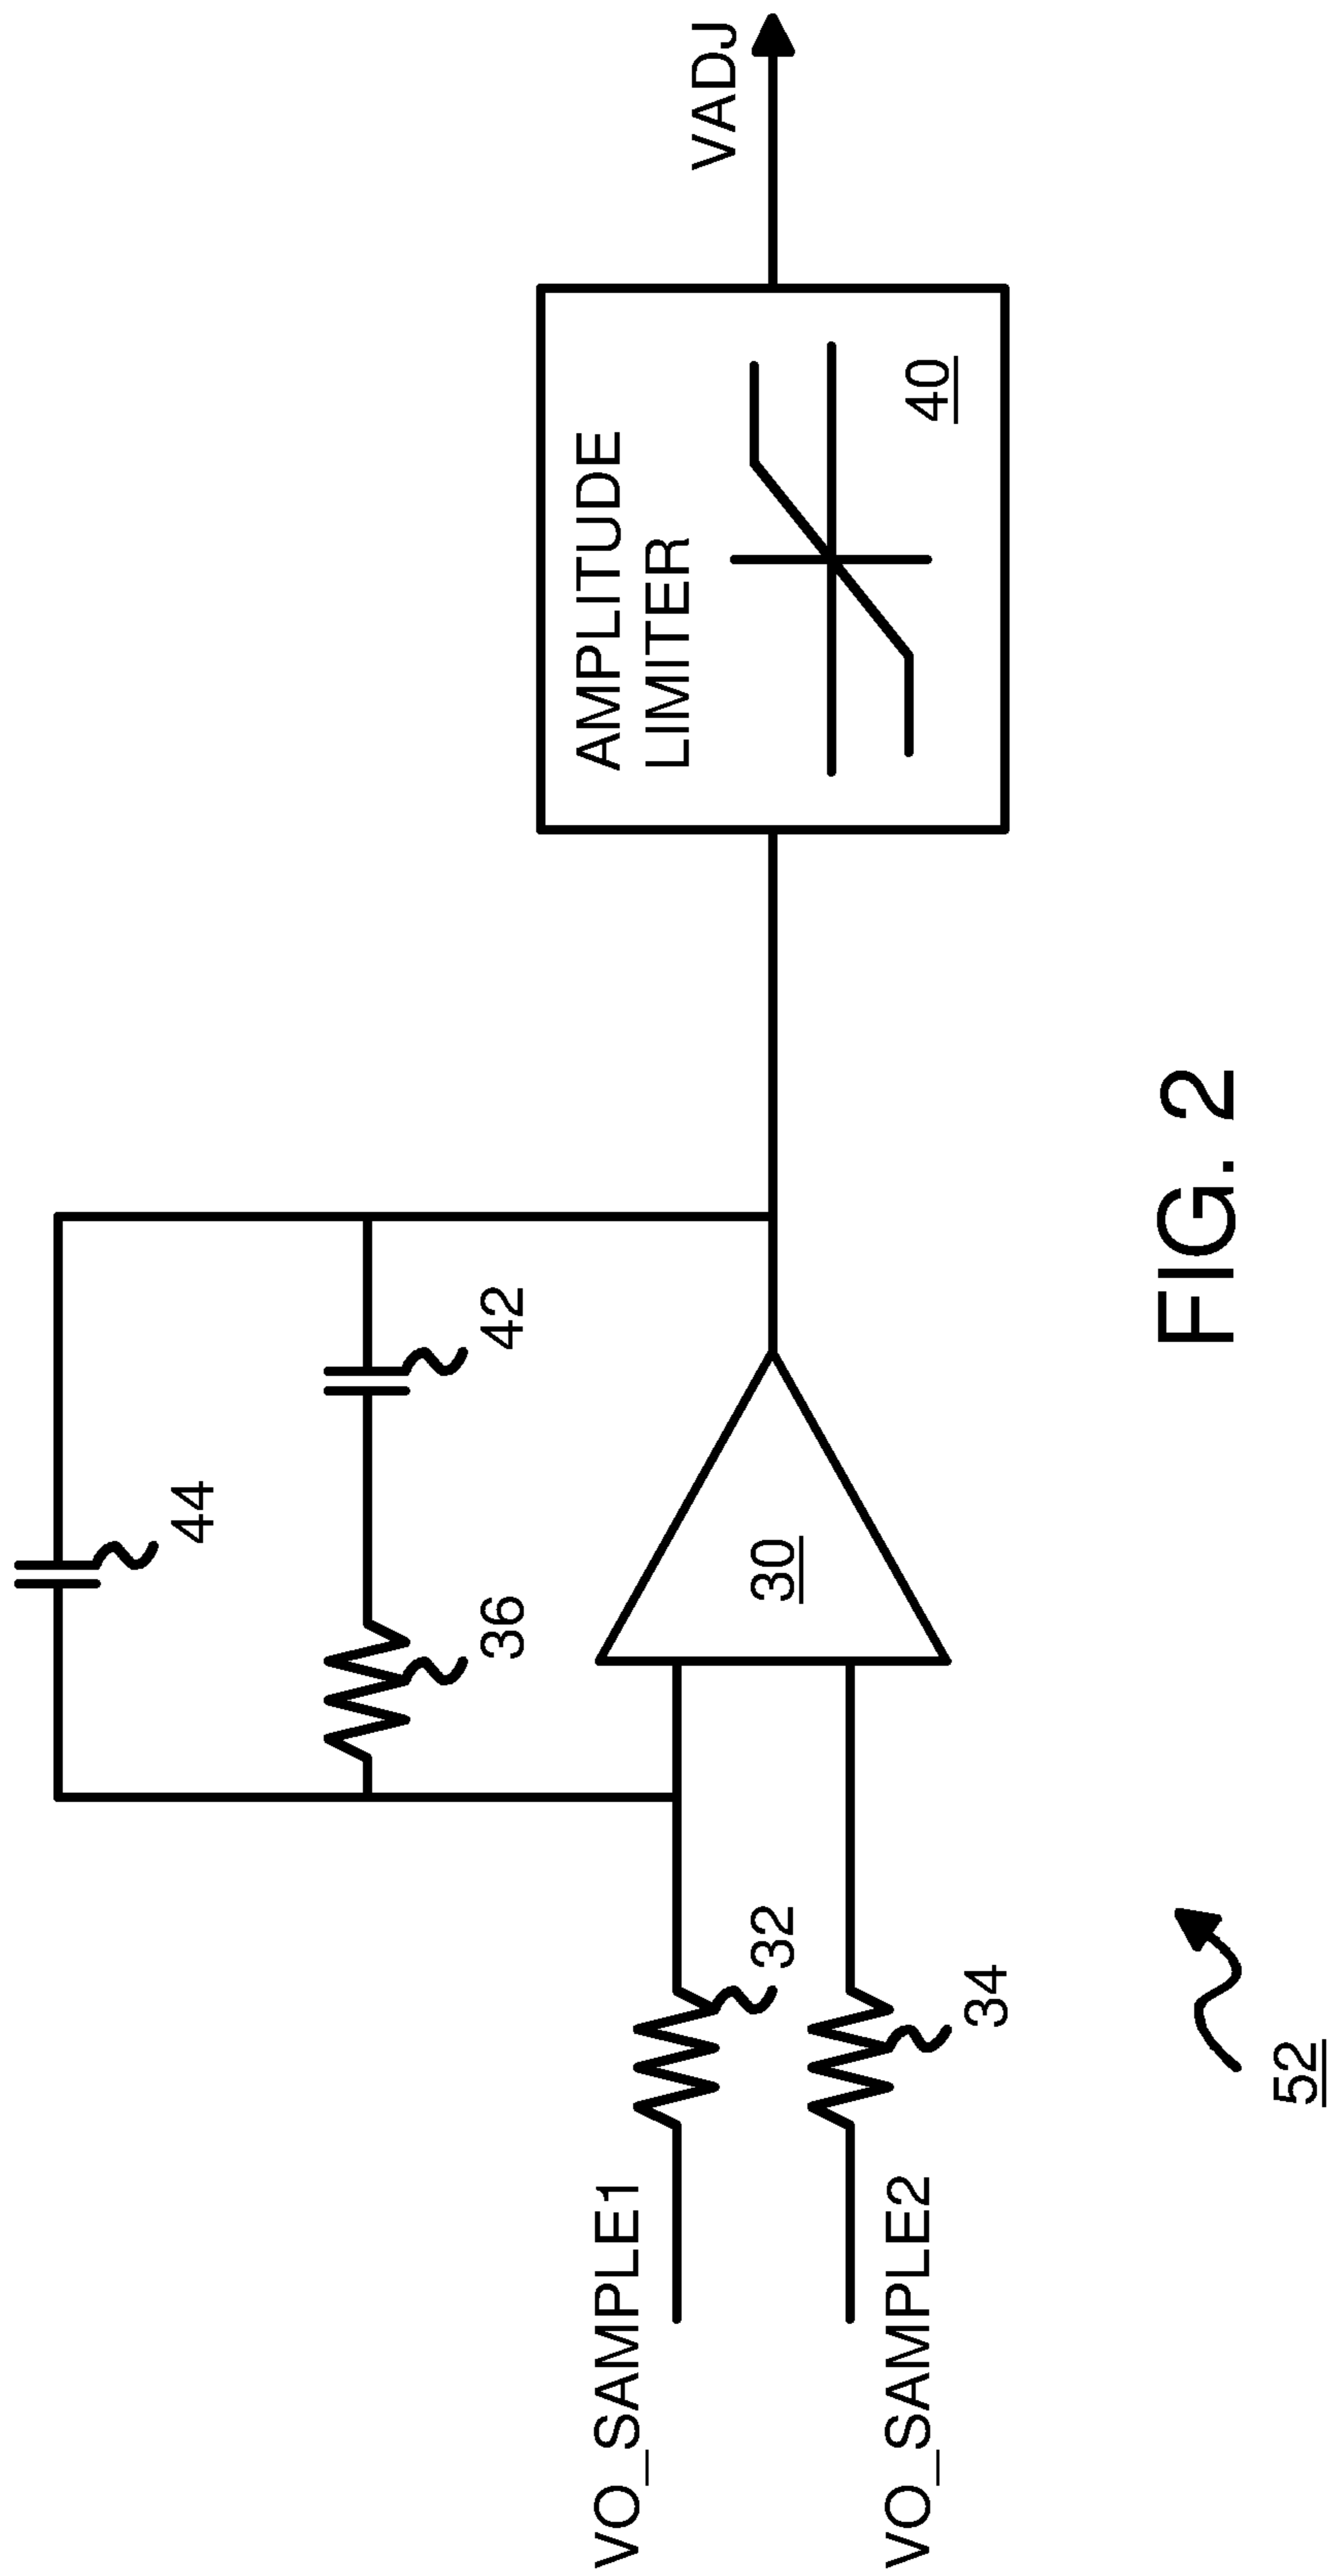 44
36
42
VO_SAMPLE1
32
30
VO_SAMPLE2
34
AMPLITUDE
LIMITER
40
VADJ
52
FIG. 2